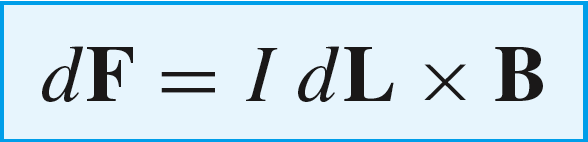 dF = I dL × B